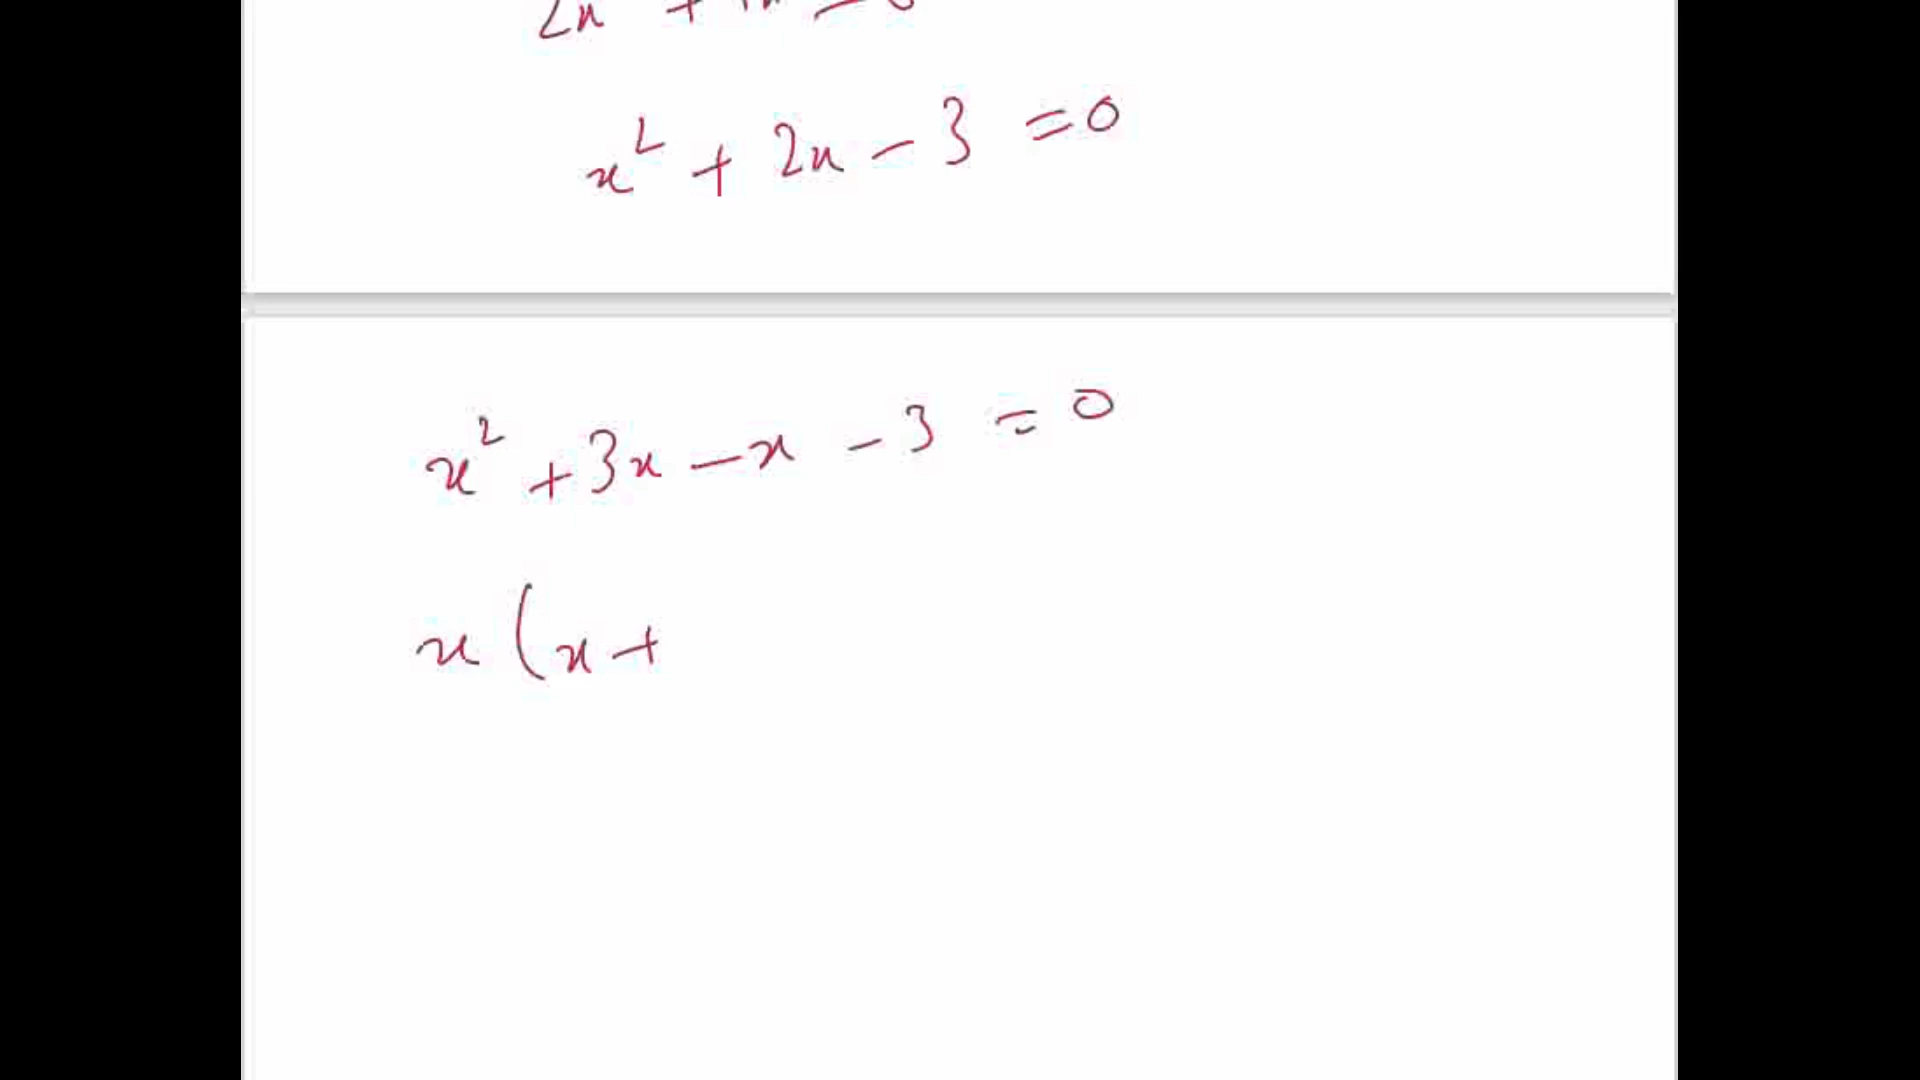 x² + 2x - 3 = 0
x² + 3x - x - 3 = 0
x (x +